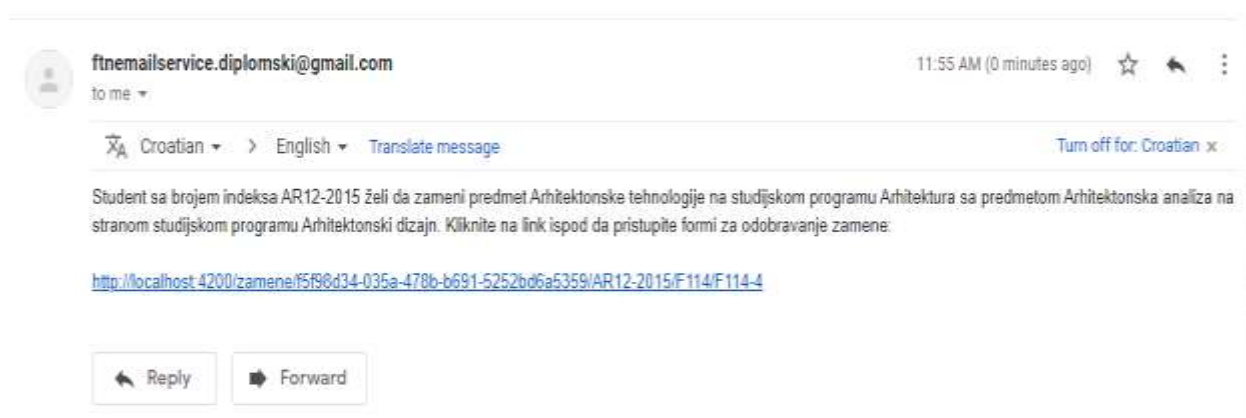 ftnemailservice.diplomski@gmail.com
11:55 AM (0 minutes ago)
to me
Croatian > English Translate message
Turn off for: Croatian x
Student sa brojem indeksa AR12-2015 želi da zameni predmet Arhitektonske tehnologije na studijskom programu Arhitektura sa predmetom Arhitektonska analiza na
stranom studijskom programu Arhitektonski dizajn. Kliknite na link ispod da pristupite formi za odobravanje zamene:
http://localhost:4200/zamene/f5f98d34-035a-478b-b691-5252bd6a5359/AR12-2015/F114/F114-4
Reply
Forward